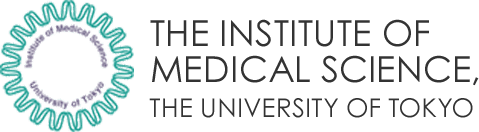 Institute of Medical Science
University of Tokyo
THE INSTITUTE OF
MEDICAL SCIENCE,
THE UNIVERSITY OF TOKYO